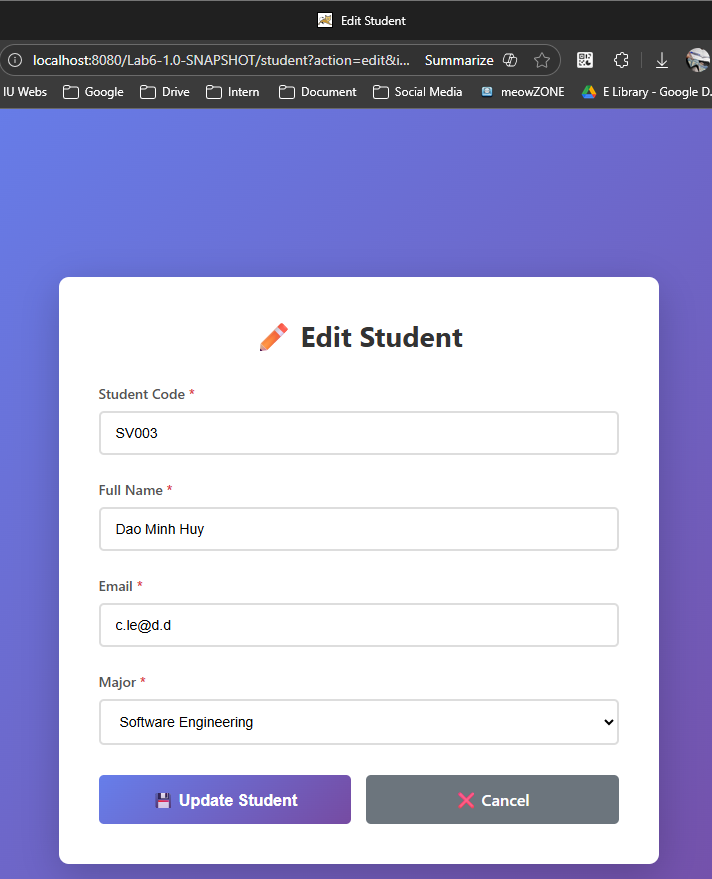 Edit Student
localhost:8080/Lab6-1.0-SNAPSHOT/student?action=edit&i... Summarize
IU Webs Google Drive Intern Document Social Media meowZONE E Library - Google D
Edit Student
Student Code *
SV003
Full Name *
Dao Minh Huy
Email *
c.le@d.d
Major *
Software Engineering
Update Student Cancel